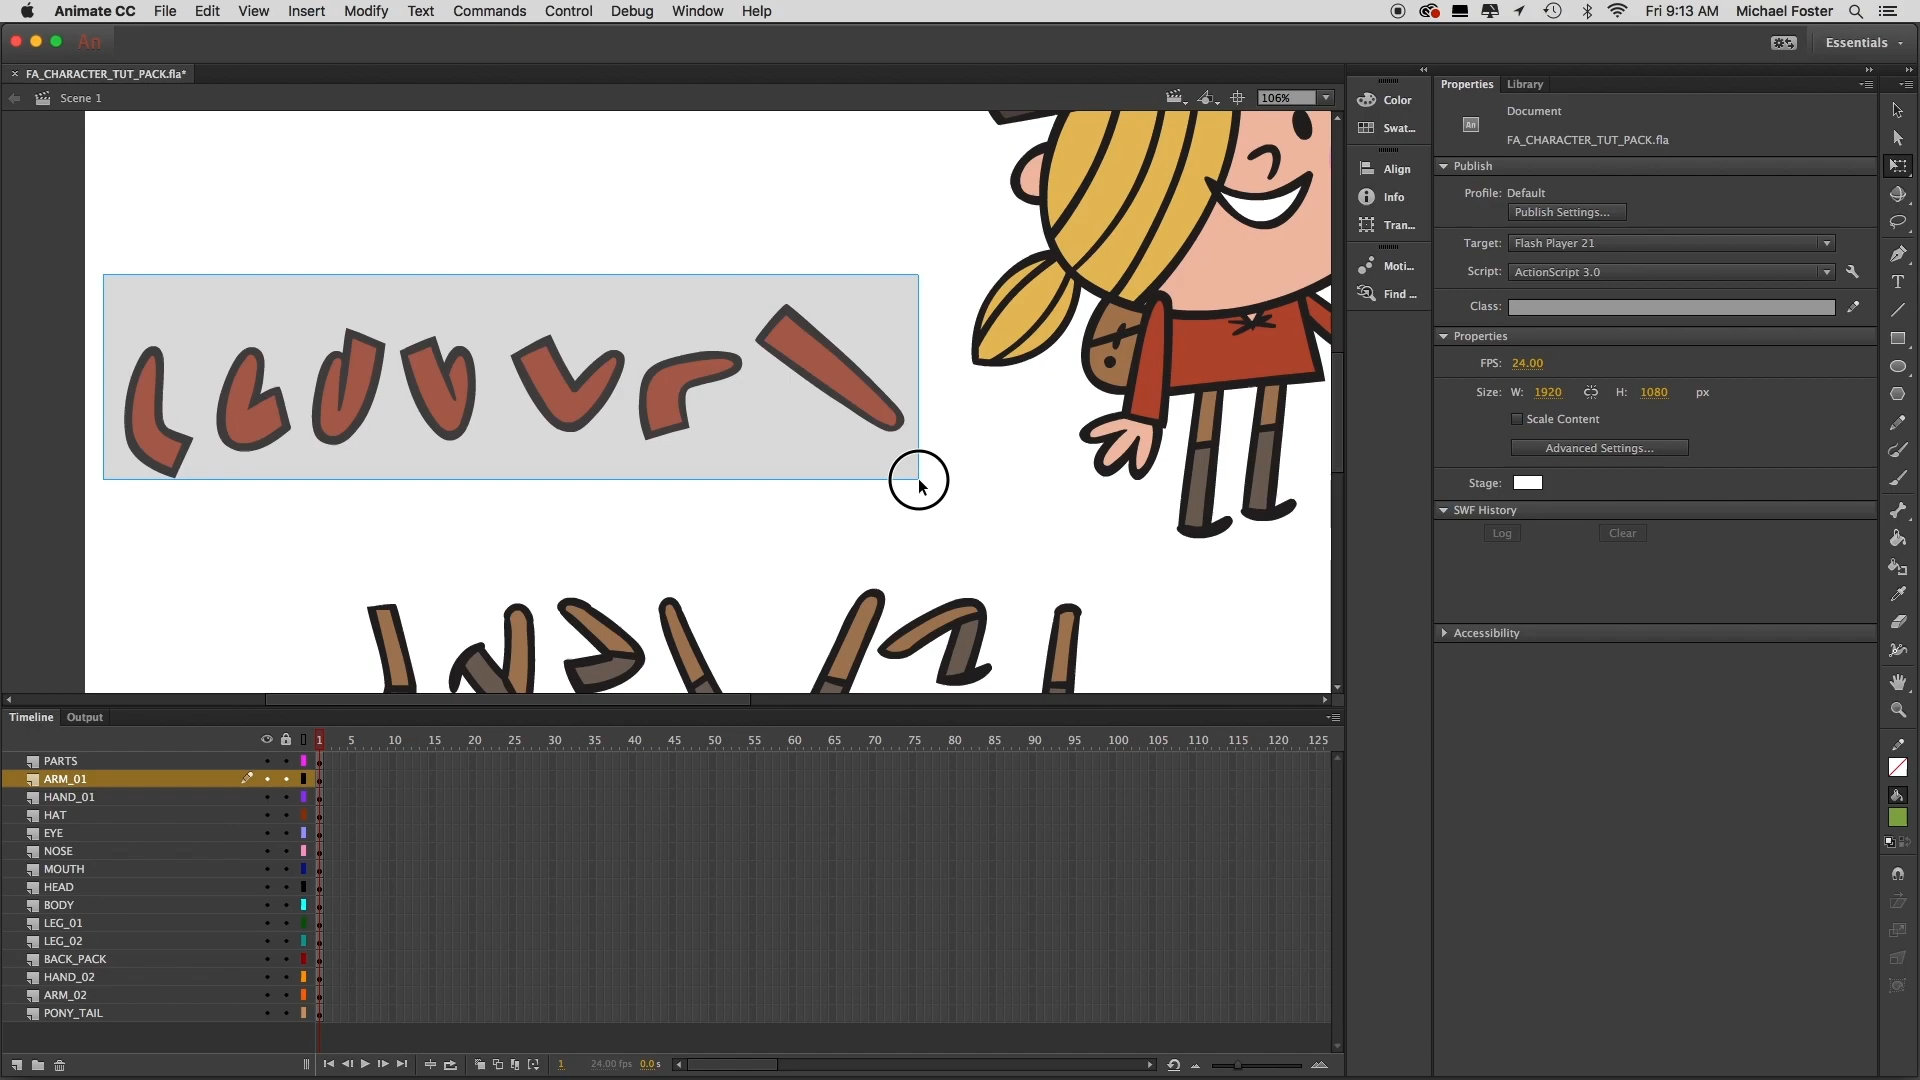 Animate CC File Edit View Insert Modify Text Commands Control Debug Window Help Fri 9:13 AM Michael Foster
An Essentials
× FA_CHARACTER_TUT_PACK.fla*
Scene 1 106%
Color
Swat...
Align
Info
Tran...
Moti...
Find ...
Properties Library
Document
An FA_CHARACTER_TUT_PACK.fla
Publish
Profile: Default
Publish Settings...
Target: Flash Player 21
Script: ActionScript 3.0
Class:
Properties
FPS: 24.00
Size: W: 1920 H: 1080 px
Scale Content
Advanced Settings...
Stage:
SWF History
Log Clear
Accessibility
T
Timeline Output
1 5 10 15 20 25 30 35 40 45 50 55 60 65 70 75 80 85 90 95 100 105 110 115 120 125
PARTS
ARM_01
HAND_01
HAT
EYE
NOSE
MOUTH
HEAD
BODY
LEG_01
LEG_02
BACK_PACK
HAND_02
ARM_02
PONY_TAIL
1 24.00 fps 0.0 s